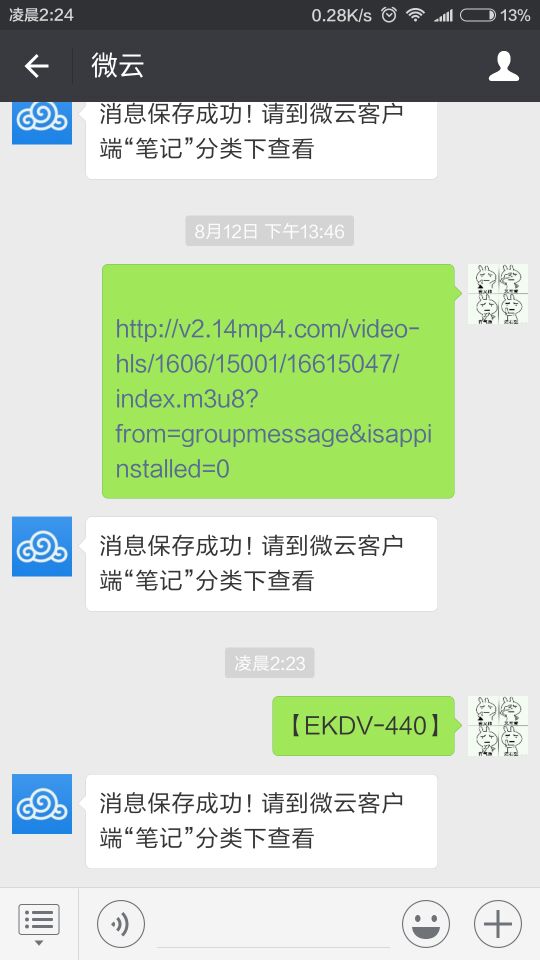 凌晨2:24 0.28K/s 13%
微云
消息保存成功！请到微云客户
端“笔记”分类下查看
8月12日 下午13:46
http://v2.14mp4.com/video-
hls/1606/15001/16615047/
index.m3u8?
from=groupmessage&isappi
nstalled=0
消息保存成功！请到微云客户
端“笔记”分类下查看
凌晨2:23
【EKDV-440】
消息保存成功！请到微云客户
端“笔记”分类下查看